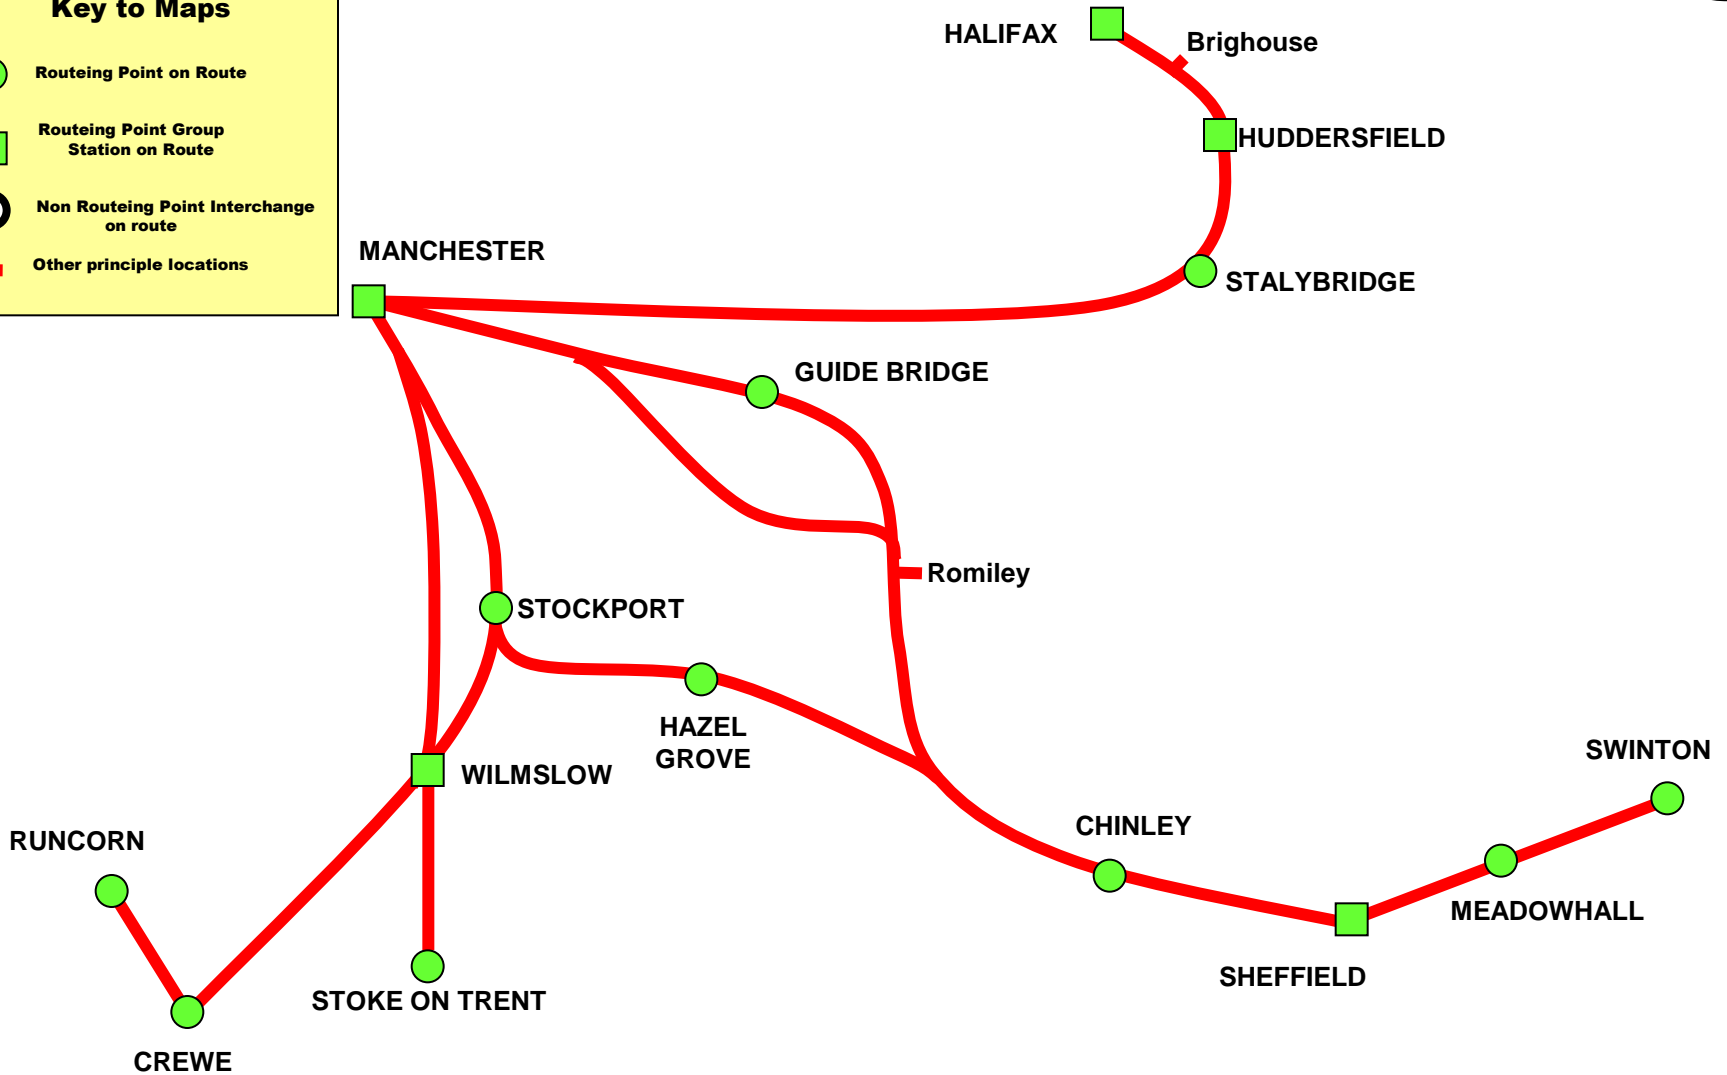 Key to Maps
Routeing Point on Route
Routeing Point Group
Station on Route
Non Routeing Point Interchange
on route
Other principle locations
HALIFAX
Brighouse
HUDDERSFIELD
MANCHESTER
STALYBRIDGE
GUIDE BRIDGE
Romiley
STOCKPORT
HAZEL
GROVE
WILMSLOW
SWINTON
CHINLEY
RUNCORN
MEADOWHALL
SHEFFIELD
STOKE ON TRENT
CREWE